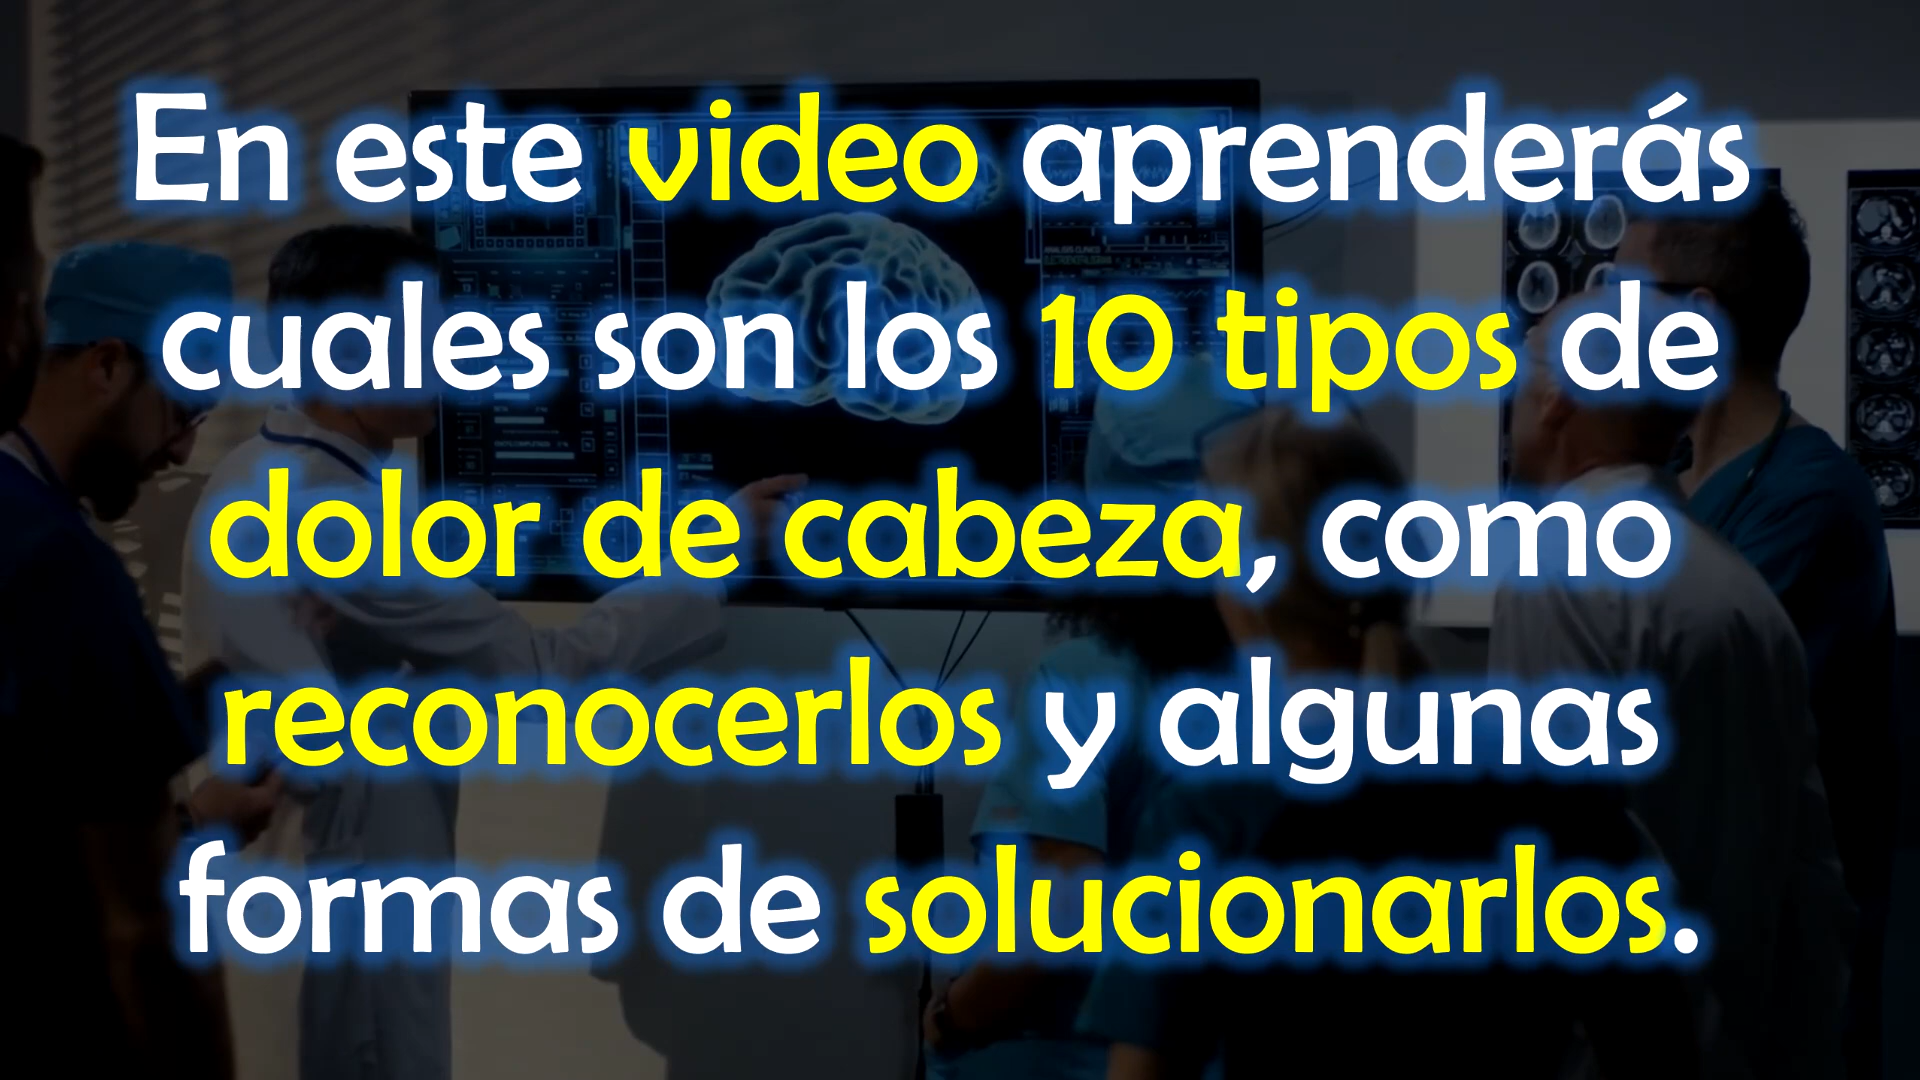 En este video aprenderás
cuales son los 10 tipos de
dolor de cabeza, como
reconocerlos y algunas
formas de solucionarlos.